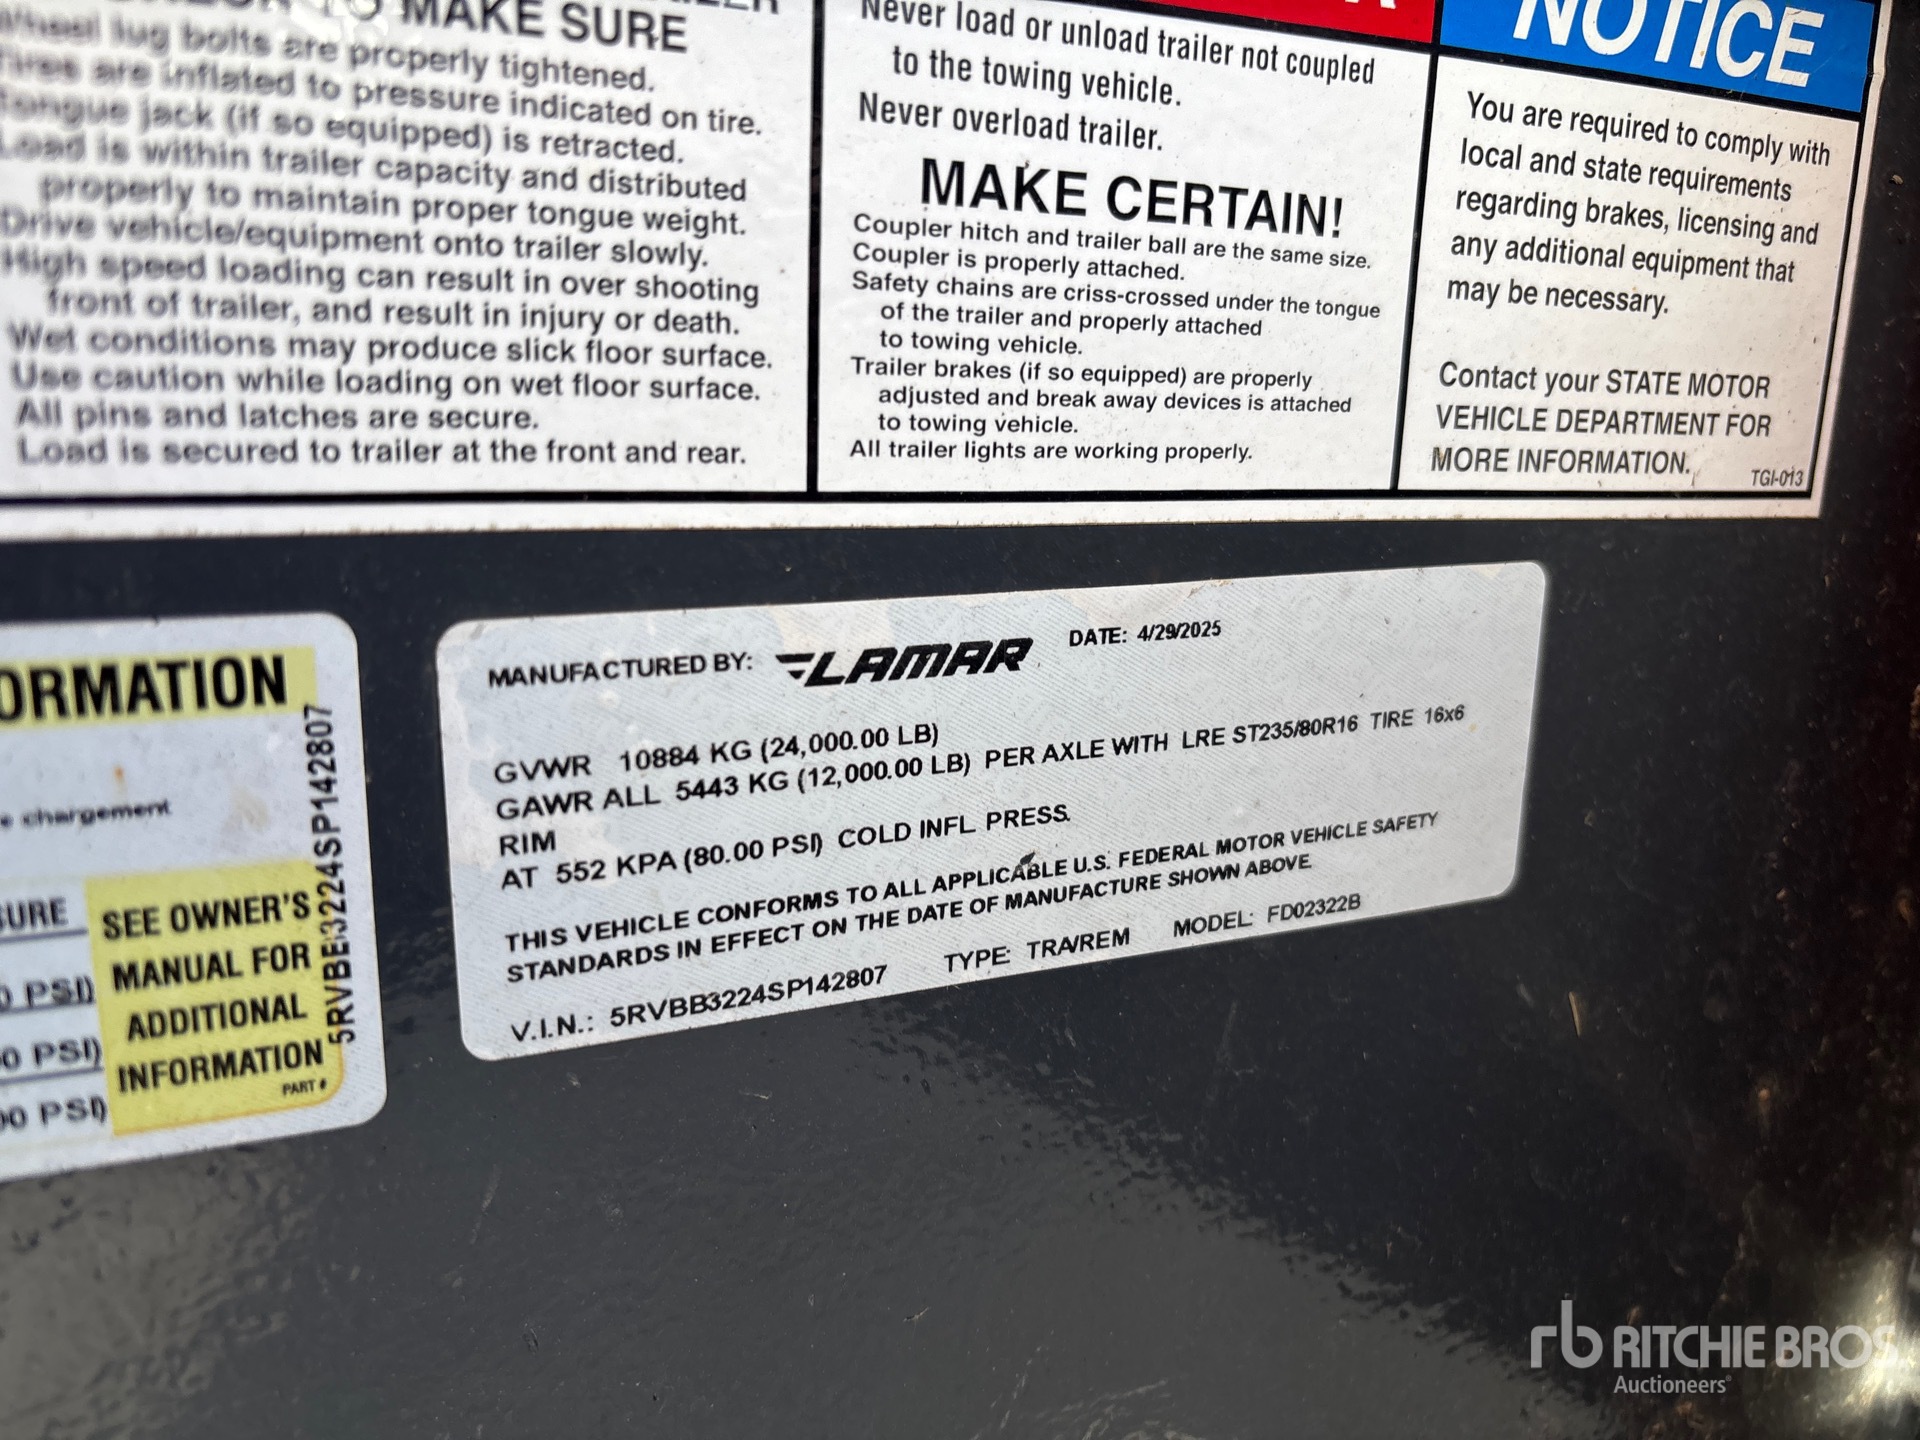 TO MAKE SURE
Wheel lug bolts are properly tightened.
Tires are inflated to pressure indicated on tire.
Tongue jack (if so equipped) is retracted.
Load is within trailer capacity and distributed
properly to maintain proper tongue weight.
Drive vehicle/equipment onto trailer slowly.
High speed loading can result in over shooting
front of trailer, and result in injury or death.
Wet conditions may produce slick floor surface.
Use caution while loading on wet floor surface.
All pins and latches are secure.
Load is secured to trailer at the front and rear.
Never load or unload trailer not coupled
to the towing vehicle.
Never overload trailer.
MAKE CERTAIN!
Coupler hitch and trailer ball are the same size.
Coupler is properly attached.
Safety chains are criss-crossed under the tongue
of the trailer and properly attached
to towing vehicle.
Trailer brakes (if so equipped) are properly
adjusted and break away devices is attached
to towing vehicle.
All trailer lights are working properly.
NOTICE
You are required to comply with
local and state requirements
regarding brakes, licensing and
any additional equipment that
may be necessary.
Contact your STATE MOTOR
VEHICLE DEPARTMENT FOR
MORE INFORMATION.
TGI-013
ORMATION
e chargement
SURE
0 PSI)
0 PSI)
00 PSI)
SEE OWNER'S
MANUAL FOR
ADDITIONAL
INFORMATION
PART #
5RVBE3224SP142807
MANUFACTURED BY: LAMAR DATE: 4/29/2025
GVWR 10884 KG (24,000.00 LB)
GAWR ALL 5443 KG (12,000.00 LB) PER AXLE WITH LRE ST235/80R16 TIRE 16x6
RIM
AT 552 KPA (80.00 PSI) COLD INFL PRESS.
THIS VEHICLE CONFORMS TO ALL APPLICABLE U.S. FEDERAL MOTOR VEHICLE SAFETY
STANDARDS IN EFFECT ON THE DATE OF MANUFACTURE SHOWN ABOVE
V.I.N.: 5RVBB3224SP142807 TYPE: TRA/REM MODEL: FD02322B
rb RITCHIE BROS.
Auctioneers